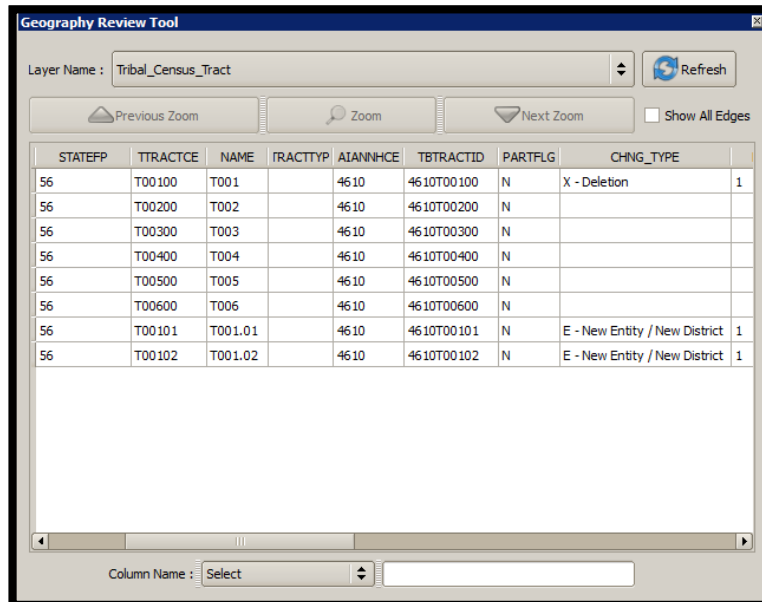 Geography Review Tool
Layer Name : Tribal_Census_Tract Refresh
Previous Zoom Zoom Next Zoom Show All Edges
STATEFP TTRACTCE NAME TRACTTYP AIANNHCE TBTRACTID PARTFLG CHNG_TYPE
56 T00100 T001 4610 4610T00100 N X - Deletion 1
56 T00200 T002 4610 4610T00200 N
56 T00300 T003 4610 4610T00300 N
56 T00400 T004 4610 4610T00400 N
56 T00500 T005 4610 4610T00500 N
56 T00600 T006 4610 4610T00600 N
56 T00101 T001.01 4610 4610T00101 N E - New Entity / New District 1
56 T00102 T001.02 4610 4610T00102 N E - New Entity / New District 1
Column Name : Select